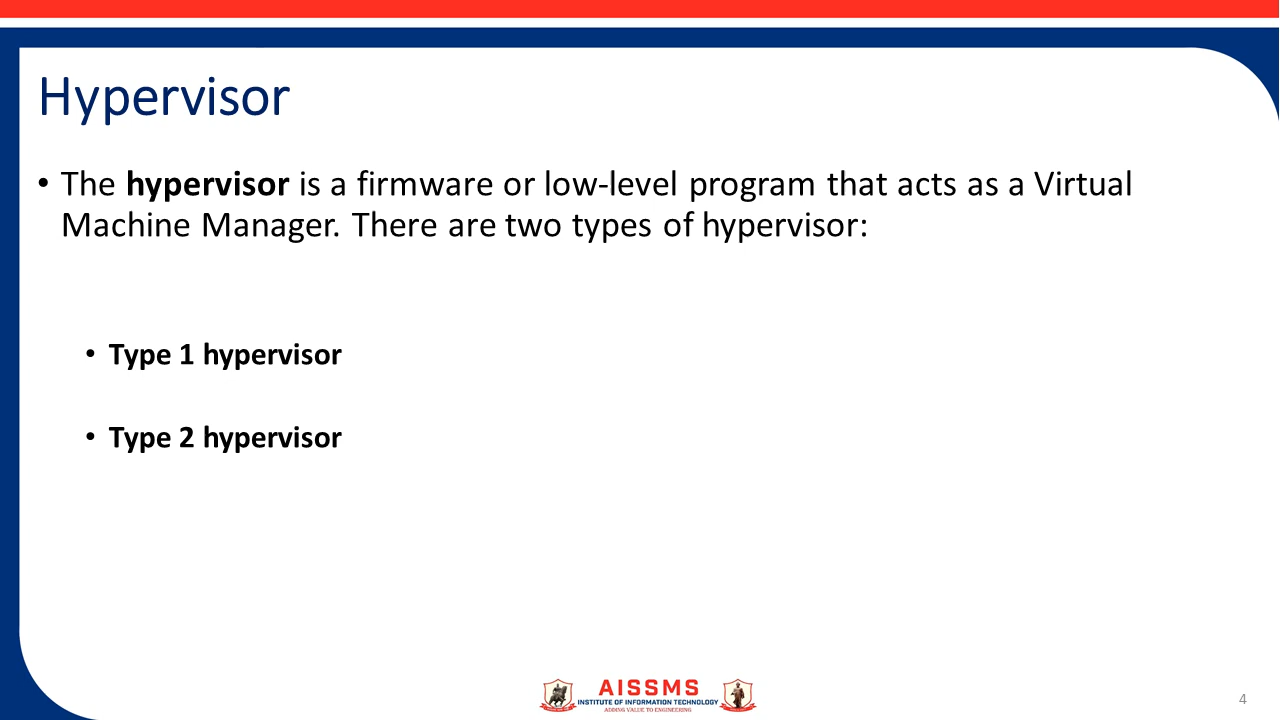 Hypervisor
• The hypervisor is a firmware or low-level program that acts as a Virtual
Machine Manager. There are two types of hypervisor:
• Type 1 hypervisor
• Type 2 hypervisor
AISSMS
INSTITUTE OF INFORMATION TECHNOLOGY
ADDING VALUE TO ENGINEERING
4